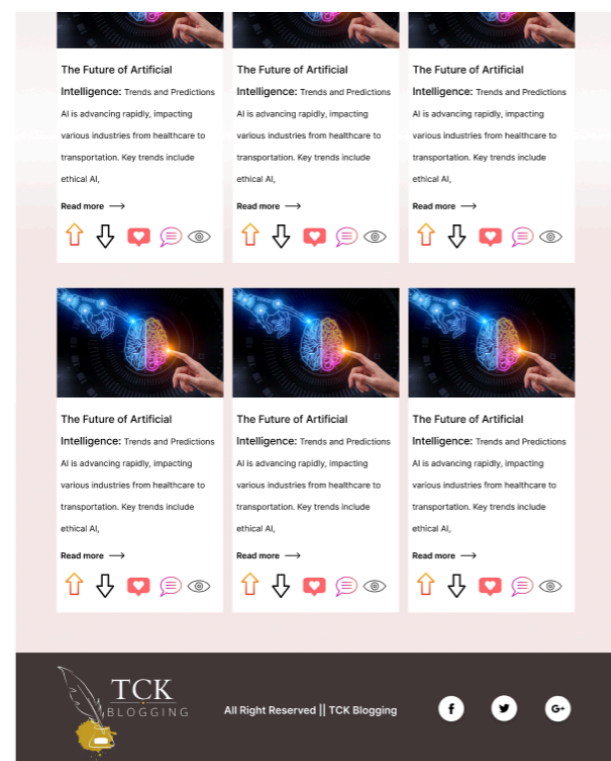 The Future of Artificial
Intelligence: Trends and Predictions
AI is advancing rapidly, impacting
various industries from healthcare to
transportation. Key trends include
ethical AI,
Read more
The Future of Artificial
Intelligence: Trends and Predictions
AI is advancing rapidly, impacting
various industries from healthcare to
transportation. Key trends include
ethical AI,
Read more
The Future of Artificial
Intelligence: Trends and Predictions
AI is advancing rapidly, impacting
various industries from healthcare to
transportation. Key trends include
ethical AI,
Read more
The Future of Artificial
Intelligence: Trends and Predictions
AI is advancing rapidly, impacting
various industries from healthcare to
transportation. Key trends include
ethical AI,
Read more
The Future of Artificial
Intelligence: Trends and Predictions
AI is advancing rapidly, impacting
various industries from healthcare to
transportation. Key trends include
ethical AI,
Read more
The Future of Artificial
Intelligence: Trends and Predictions
AI is advancing rapidly, impacting
various industries from healthcare to
transportation. Key trends include
ethical AI,
Read more
TCK
BLOGGING
All Right Reserved || TCK Blogging
f
G+